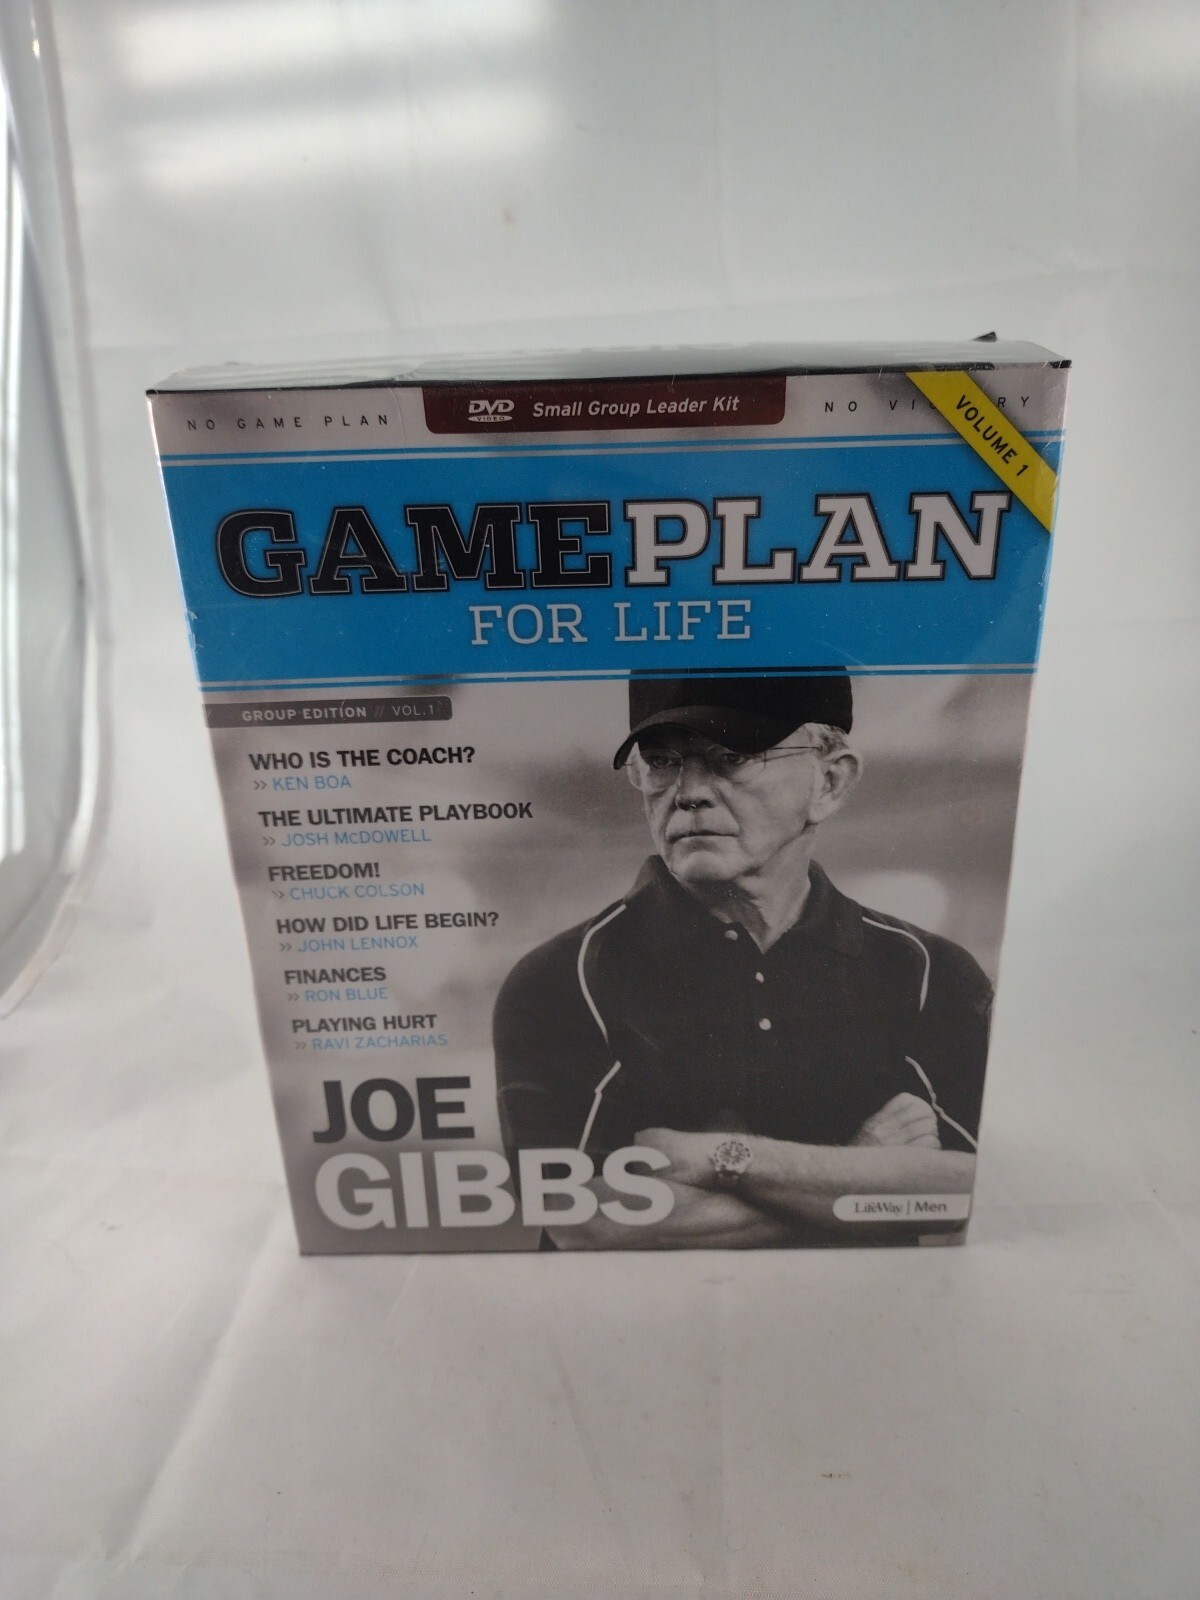 NO GAME PLAN
DVD VIDEO Small Group Leader Kit
NO VICTORY
VOLUME 1
GAMEPLAN
FOR LIFE
GROUP EDITION // VOL.1
WHO IS THE COACH?
>> KEN BOA
THE ULTIMATE PLAYBOOK
>> JOSH McDOWELL
FREEDOM!
>> CHUCK COLSON
HOW DID LIFE BEGIN?
>> JOHN LENNOX
FINANCES
>> RON BLUE
PLAYING HURT
>> RAVI ZACHARIAS
JOE
GIBBS
LifeWay | Men